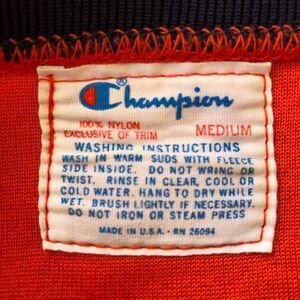 Champion
100% NYLON
EXCLUSIVE OF TRIM
MEDIUM
WASHING INSTRUCTIONS
WASH IN WARM SUDS WITH FLEECE
SIDE INSIDE. DO NOT WRING OR
TWIST. RINSE IN CLEAR, COOL OR
COLD WATER. HANG TO DRY WHILE
WET. BRUSH LIGHTLY IF NECESSARY.
DO NOT IRON OR STEAM PRESS
MADE IN U.S.A. · RN 26094